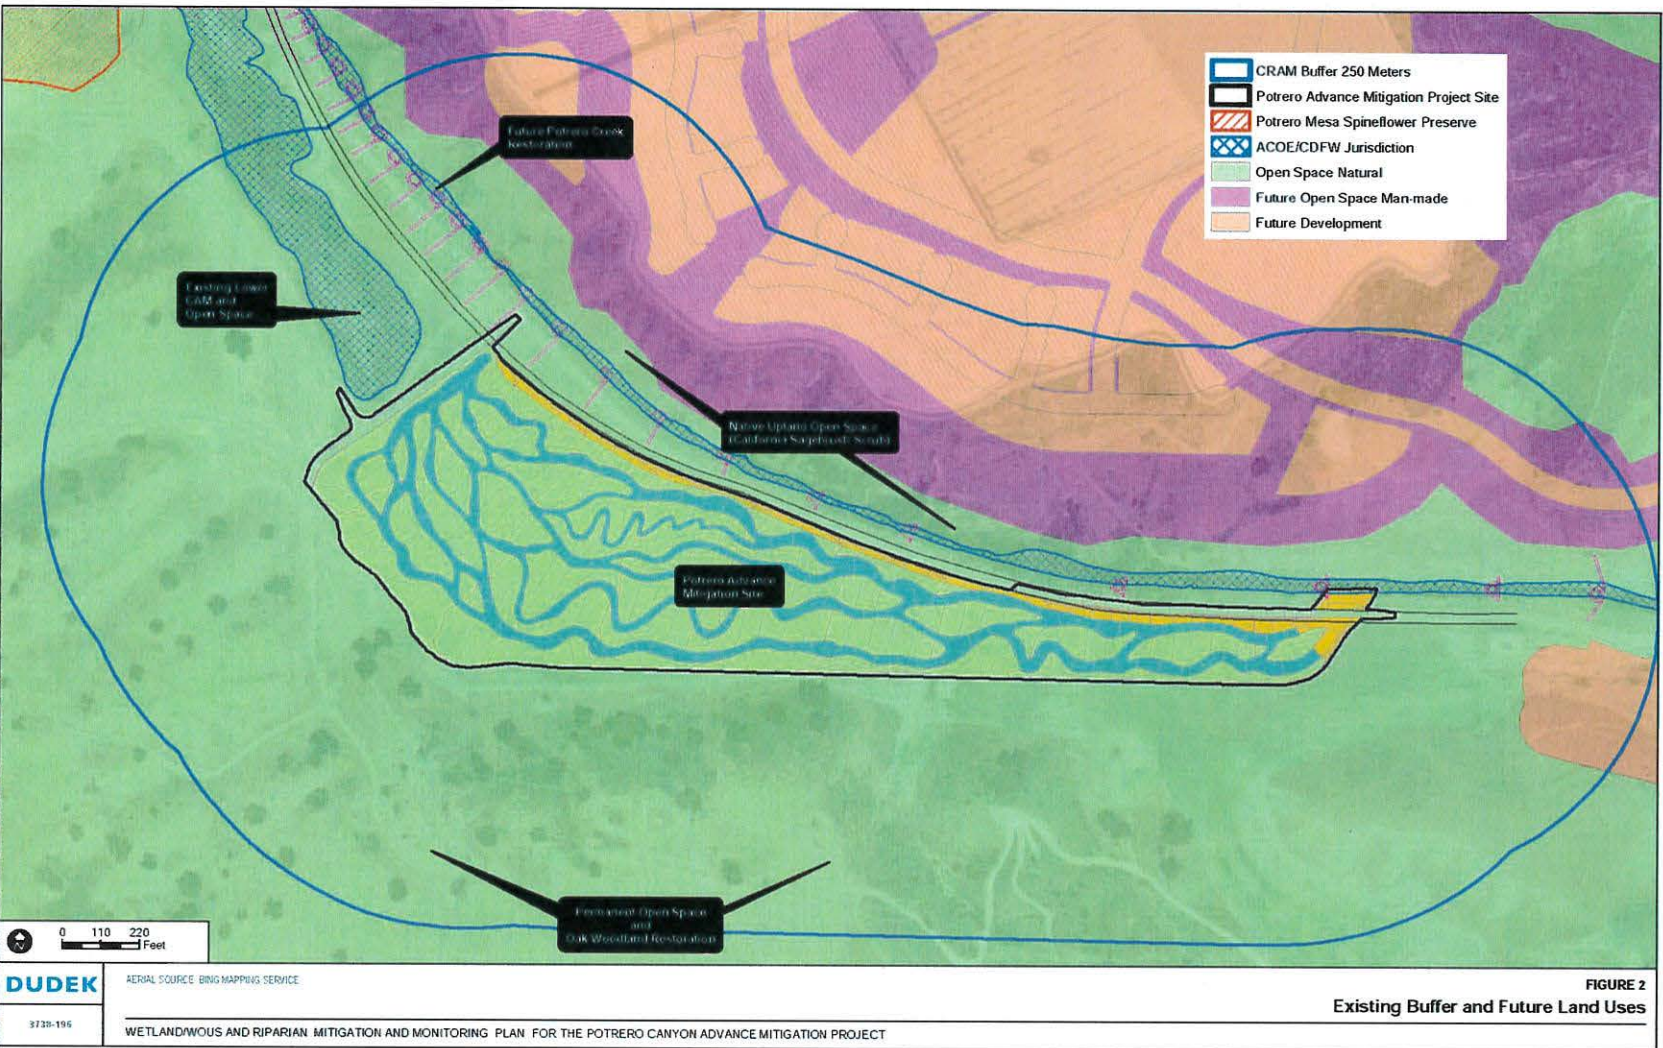 CRAM Buffer 250 Meters
Potrero Advance Mitigation Project Site
Potrero Mesa Spineflower Preserve
ACOE/CDFW Jurisdiction
Open Space Natural
Future Open Space Man-made
Future Development
Future Potrero Creek
Restoration
Existing Lower
CAM and
Open Space
Native Upland Open Space
(California Sagebrush Scrub)
Potrero Advance
Mitigation Site
Permanent Open Space
and
Oak Woodland Restoration
N
0 110 220
Feet
DUDEK
3738-196
AERIAL SOURCE: BING MAPPING SERVICE
WETLAND/WOUS AND RIPARIAN MITIGATION AND MONITORING PLAN FOR THE POTRERO CANYON ADVANCE MITIGATION PROJECT
FIGURE 2
Existing Buffer and Future Land Uses